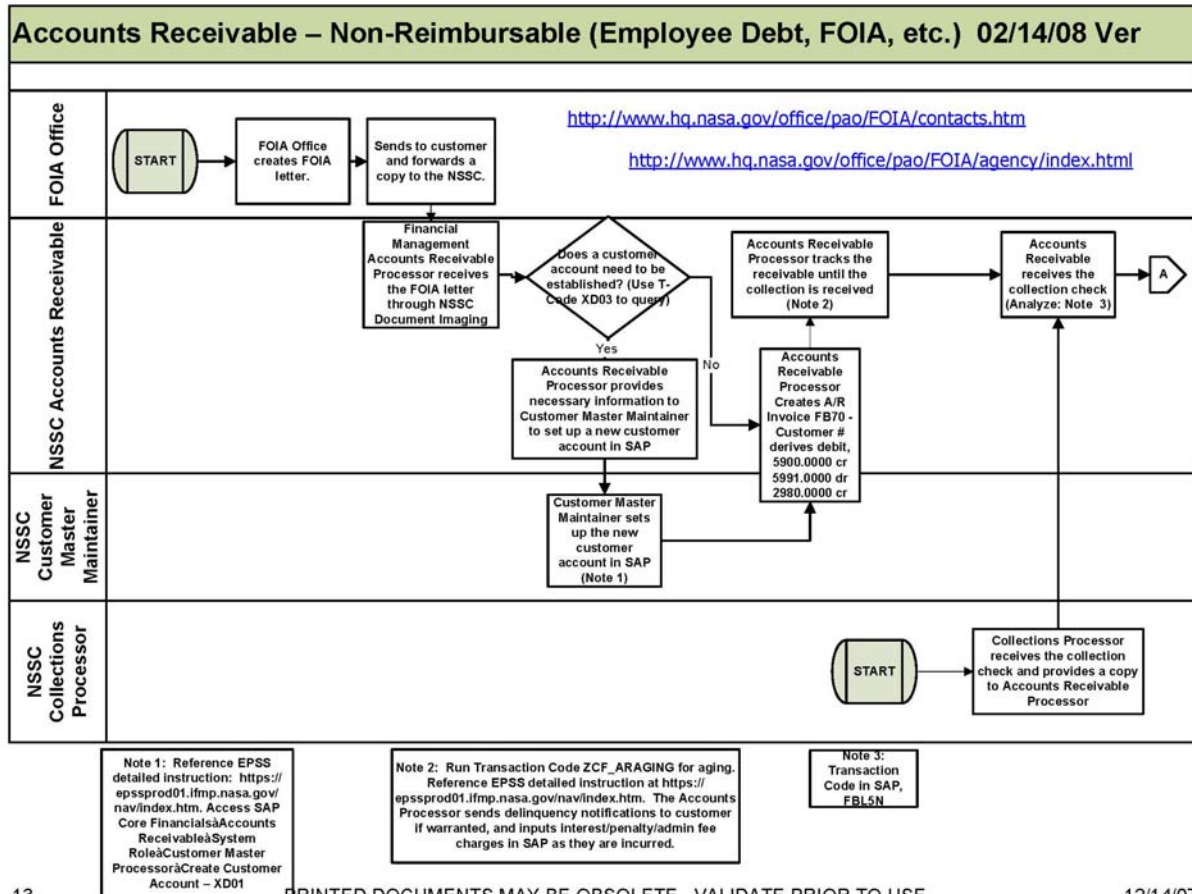 Accounts Receivable – Non-Reimbursable (Employee Debt, FOIA, etc.) 02/14/08 Ver
FOIA Office
START
FOIA Office
creates FOIA
letter.
Sends to customer
and forwards a
copy to the NSSC.
http://www.hq.nasa.gov/office/pao/FOIA/contacts.htm
http://www.hq.nasa.gov/office/pao/FOIA/agency/index.html
NSSC Accounts Receivable
Financial
Management
Accounts Receivable
Processor receives
the FOIA letter
through NSSC
Document Imaging
Does a customer
account need to be
established? (Use T-
Code XD03 to query)
Yes
No
Accounts Receivable
Processor provides
necessary information to
Customer Master Maintainer
to set up a new customer
account in SAP
Accounts
Receivable
Processor
Creates A/R
Invoice FB70 -
Customer #
derives debit,
5900.0000 cr
5991.0000 dr
2980.0000 cr
Accounts Receivable
Processor tracks the
receivable until the
collection is received
(Note 2)
Accounts
Receivable
receives the
collection check
(Analyze: Note 3)
A
NSSC
Customer
Master
Maintainer
Customer Master
Maintainer sets
up the new
customer
account in SAP
(Note 1)
NSSC
Collections
Processor
START
Collections Processor
receives the collection
check and provides a copy
to Accounts Receivable
Processor
Note 1: Reference EPSS
detailed instruction: https://
epssprod01.ifmp.nasa.gov/
nav/index.htm. Access SAP
Core FinancialsàAccounts
ReceivableàSystem
RoleàCustomer Master
ProcessoràCreate Customer
Account – XD01
Note 2: Run Transaction Code ZCF_ARAGING for aging.
Reference EPSS detailed instruction at https://
epssprod01.ifmp.nasa.gov/nav/index.htm. The Accounts
Processor sends delinquency notifications to customer
if warranted, and inputs interest/penalty/admin fee
charges in SAP as they are incurred.
Note 3:
Transaction
Code in SAP,
FBL5N
PRINTED DOCUMENTS MAY BE OBSOLETE - VALIDATE PRIOR TO USE